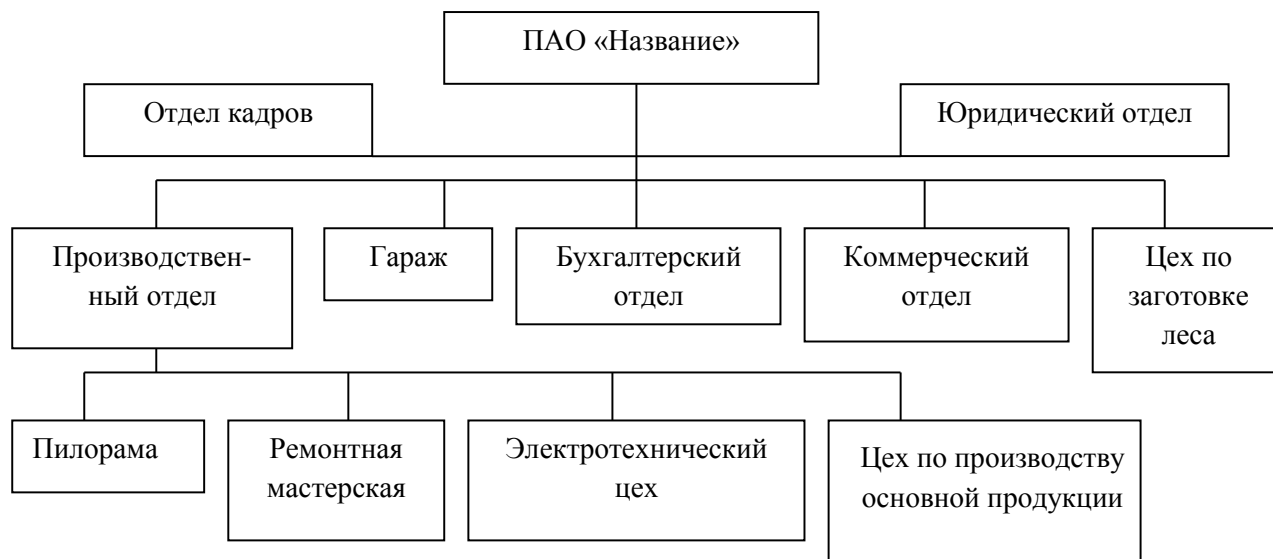 ПАО «Название»
Отдел кадров
Юридический отдел
Производствен-
ный отдел
Гараж
Бухгалтерский
отдел
Коммерческий
отдел
Цех по
заготовке
леса
Пилорама
Ремонтная
мастерская
Электротехнический
цех
Цех по производству
основной продукции